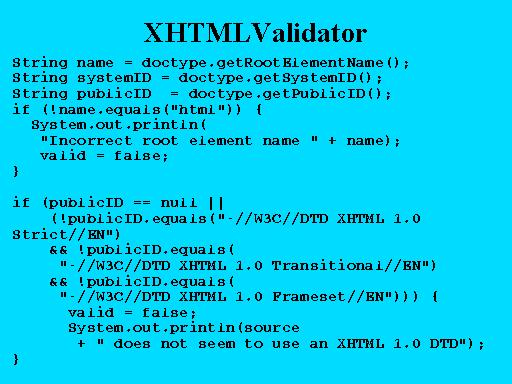 XHTMLValidator
String name = doctype.getRootElementName();
String systemID = doctype.getSystemID();
String publicID  = doctype.getPublicID();
if (!name.equals("html")) {
  System.out.println(
   "Incorrect root element name " + name);
   valid = false;
}
if (publicID == null ||
    (!publicID.equals("-//W3C//DTD XHTML 1.0
Strict//EN")
    && !publicID.equals(
     "-//W3C//DTD XHTML 1.0 Transitional//EN")
    && !publicID.equals(
     "-//W3C//DTD XHTML 1.0 Frameset//EN"))) {
      valid = false;
      System.out.println(source
       + " does not seem to use an XHTML 1.0 DTD");
}